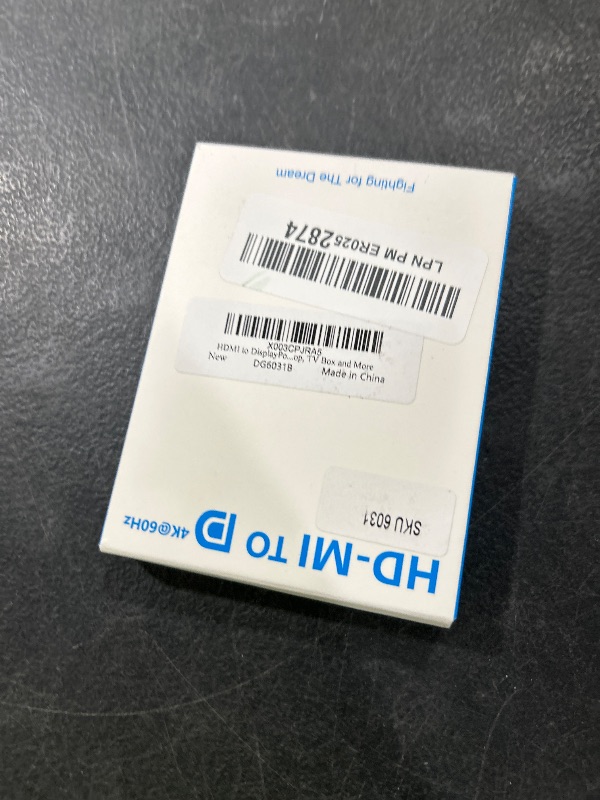 Fighting for The Dream
LPN PM ER0252874
X003CPJRA5
HDMI to DisplayPo...op, TV Box and More
New
DG6031B
Made in China
SKU 6031
HD-MI TO DP 4K@60Hz